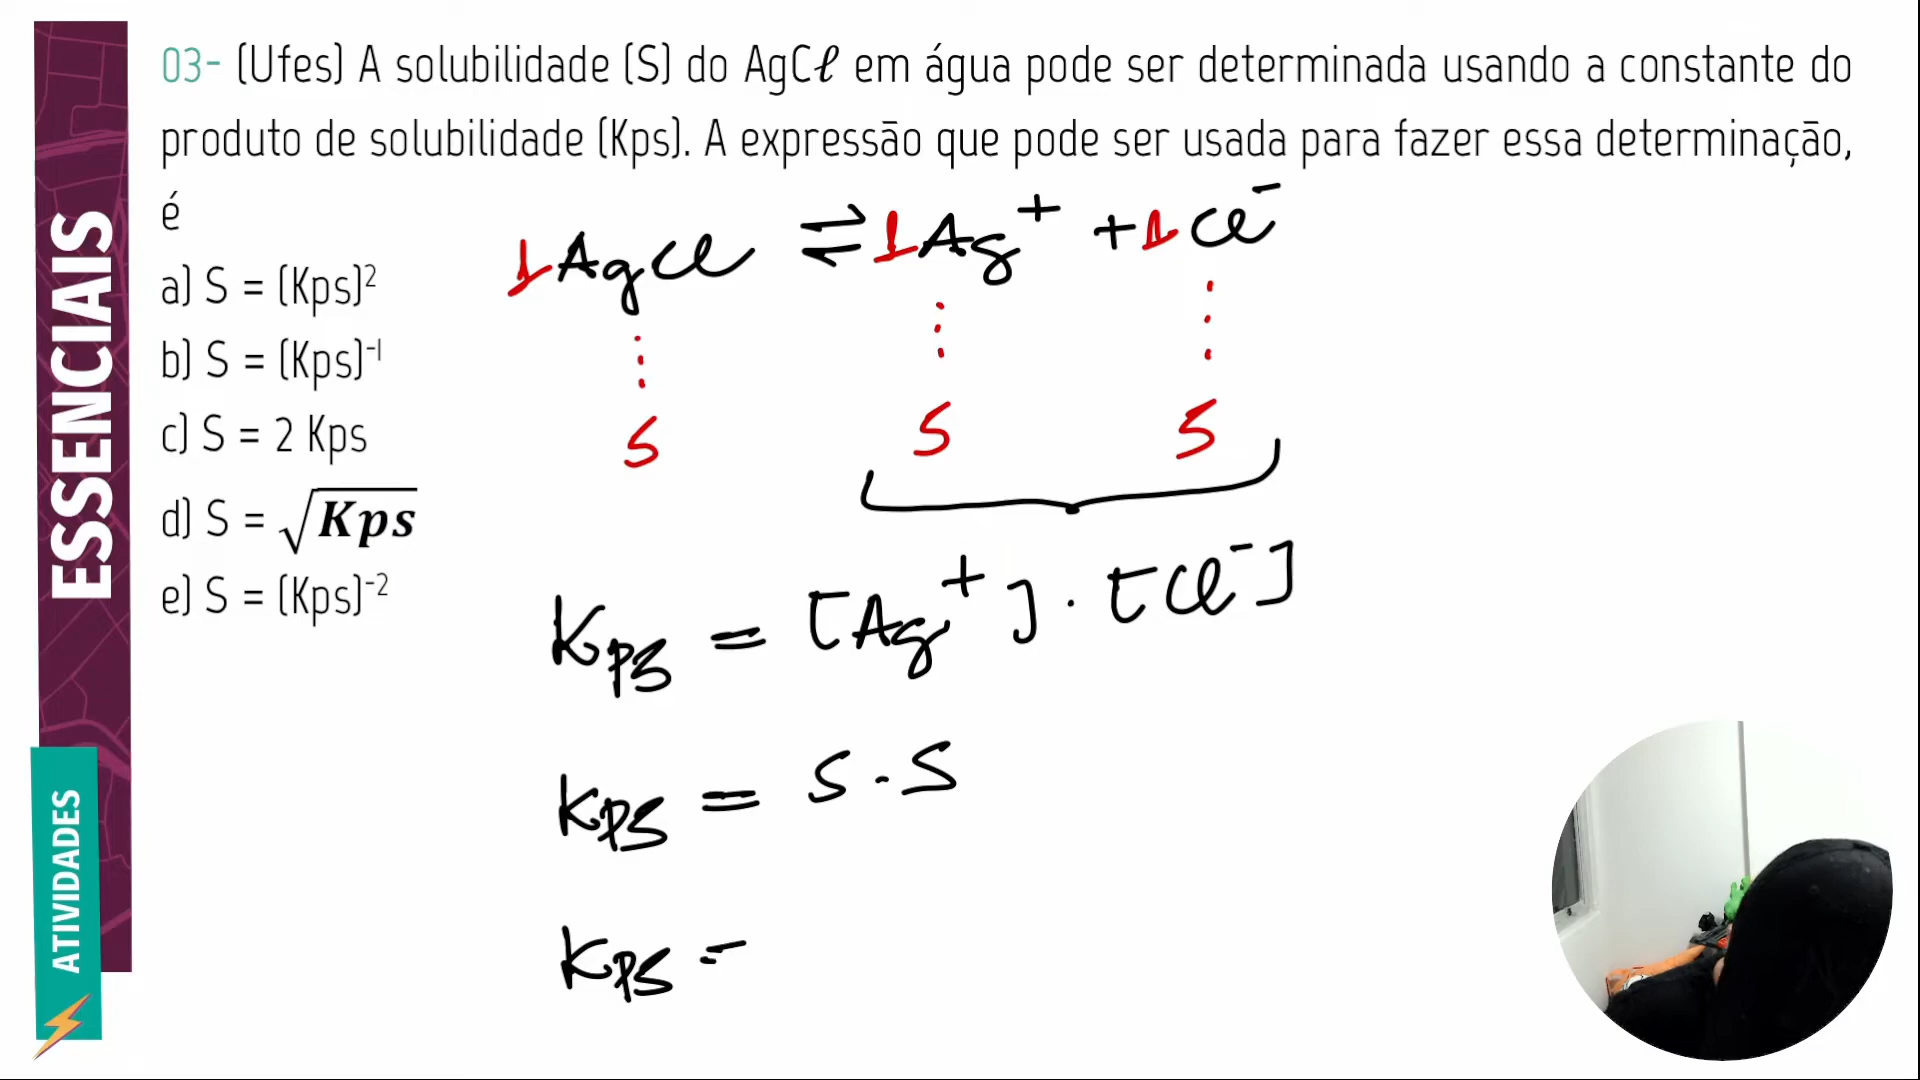 ESSENCIAIS
ATIVIDADES
03- (Ufes) A solubilidade (S) do AgCℓ em água pode ser determinada usando a constante do
produto de solubilidade (Kps). A expressão que pode ser usada para fazer essa determinação,
é
1AgCl ⇌ 1Ag⁺ + 1Cl⁻
a) S = (Kps)²
b) S = (Kps)⁻¹
c) S = 2 Kps
S S S
d) S = √Kps
e) S = (Kps)⁻²
Kps = [Ag⁺] . [Cl⁻]
Kps = S . S
Kps =